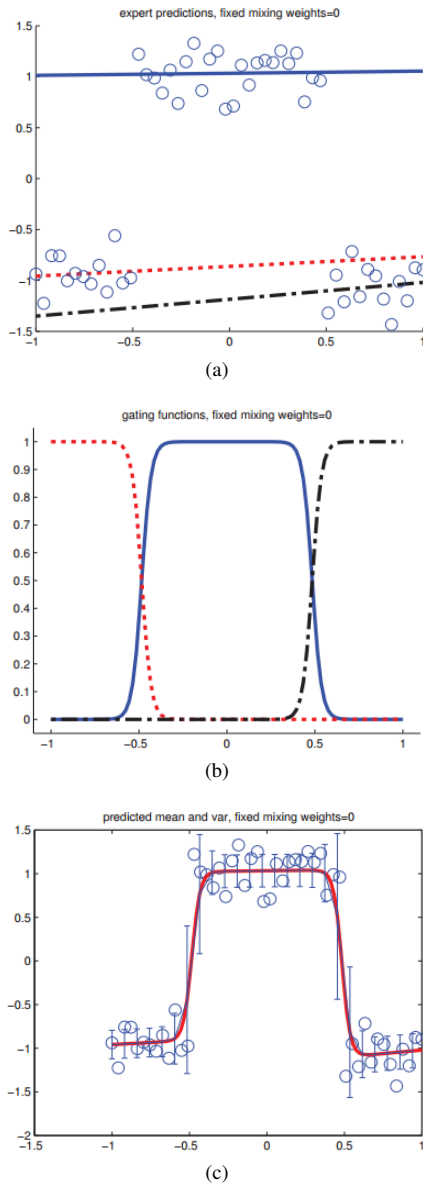 expert predictions, fixed mixing weights=0
1.5
1
0.5
0
−0.5
−1
−1.5
−1 −0.5 0 0.5 1
(a)
gating functions, fixed mixing weights=0
1
0.9
0.8
0.7
0.6
0.5
0.4
0.3
0.2
0.1
0
−1 −0.5 0 0.5 1
(b)
predicted mean and var, fixed mixing weights=0
1.5
1
0.5
0
−0.5
−1
−1.5
−2
−1.5 −1 −0.5 0 0.5 1
(c)